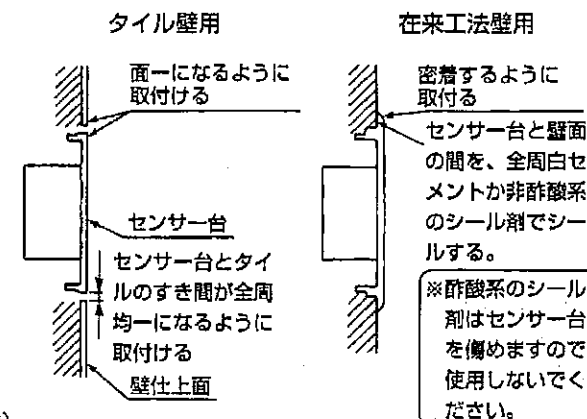 タイル壁用
面一になるように
取付ける
センサー台
センサー台とタイ
ルのすき間が全周
均一になるように
取付ける
壁仕上面
在来工法壁用
密着するように
取付る
センサー台と壁面
の間を、全周白セ
メントか非酢酸系
のシール剤でシー
ルする。
※酢酸系のシール
剤はセンサー台
を傷めますので
使用しないでく
ださい。